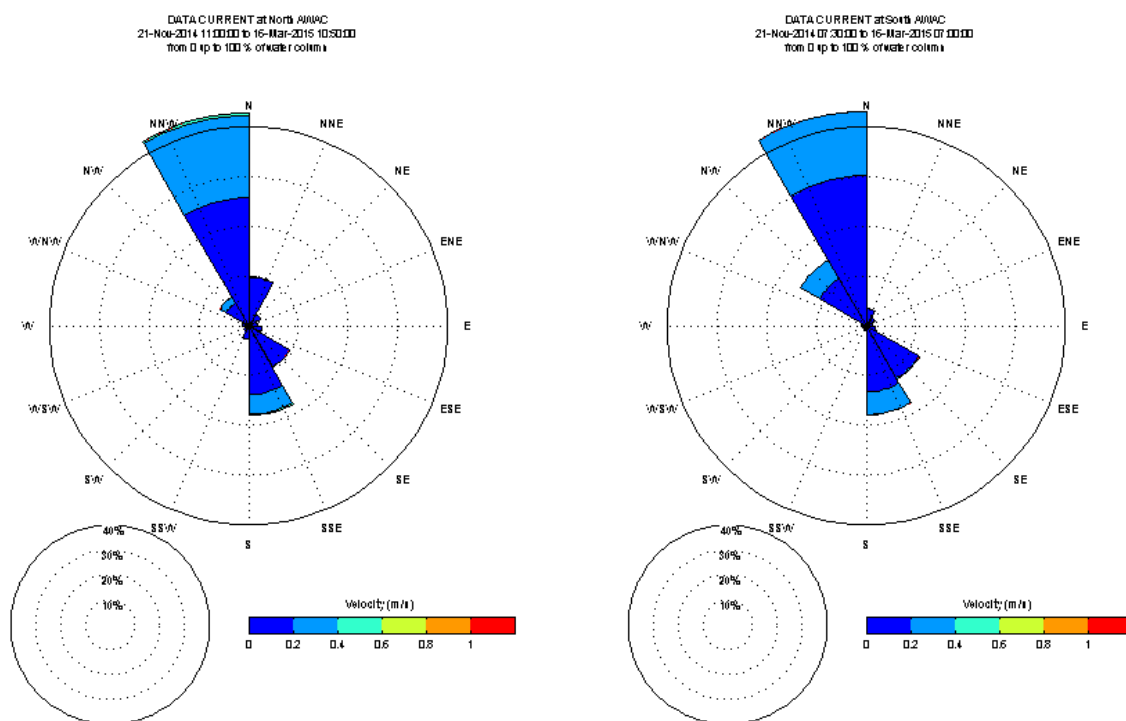 DATA CURRENT at North AWAC
21-Nov-2014 11:00:00 to 16-Mar-2015 10:50:00
from 0 up to 100 % of water column
N
NNW
NNE
NW
NE
WNW
ENE
W
E
WSW
ESE
SW
SE
SSW
SSE
S
40%
30%
20%
10%
Velocity (m/s)
0 0.2 0.4 0.6 0.8 1
DATA CURRENT at South AWAC
21-Nov-2014 07:30:00 to 16-Mar-2015 07:00:00
from 0 up to 100 % of water column
N
NNW
NNE
NW
NE
WNW
ENE
W
E
WSW
ESE
SW
SE
SSW
SSE
S
40%
30%
20%
10%
Velocity (m/s)
0 0.2 0.4 0.6 0.8 1